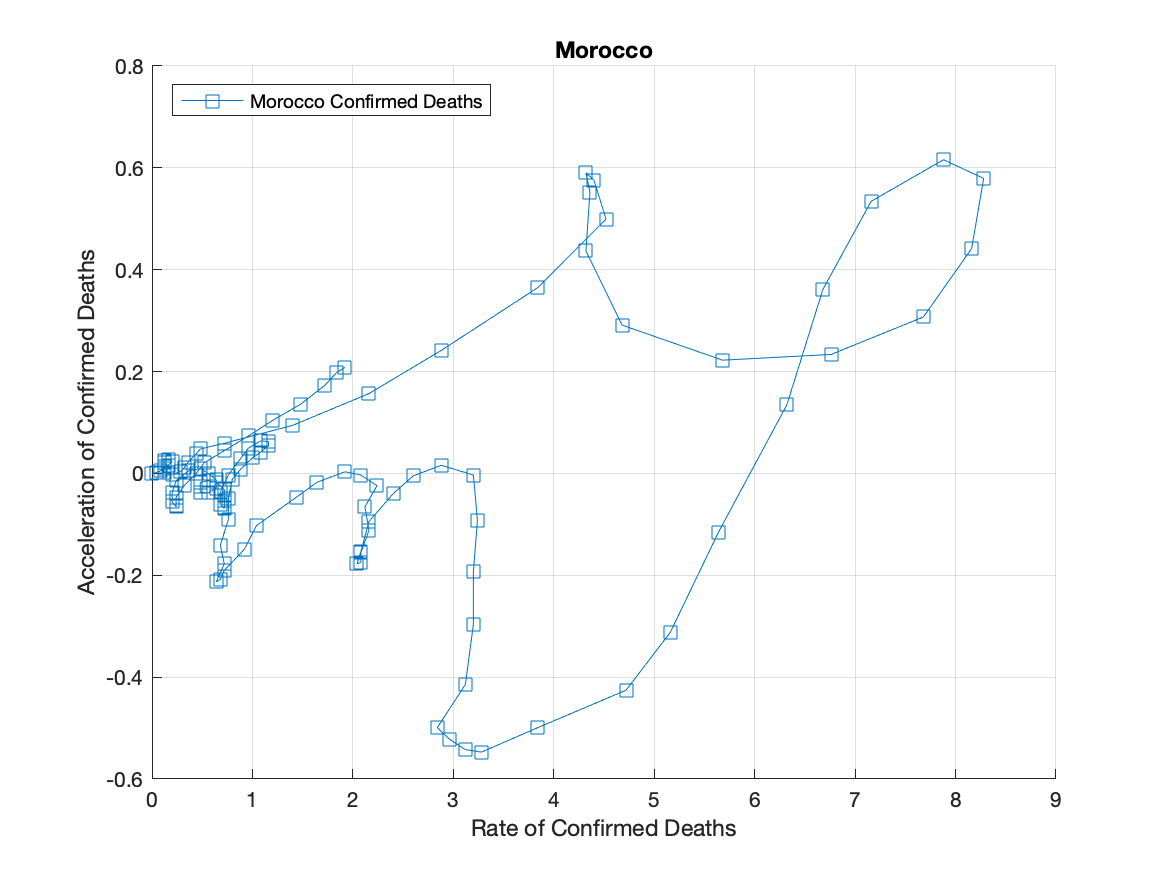 Morocco
Morocco Confirmed Deaths
0.8
0.6
0.4
0.2
0
-0.2
-0.4
-0.6
Acceleration of Confirmed Deaths
0 1 2 3 4 5 6 7 8 9
Rate of Confirmed Deaths